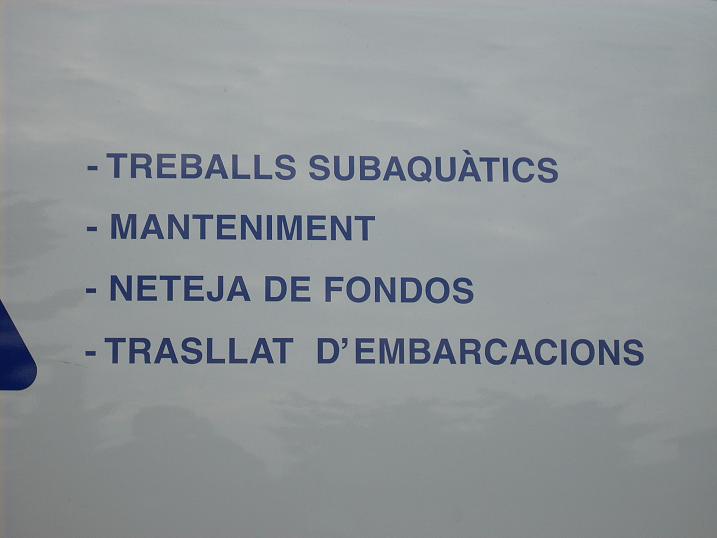 - TREBALLS SUBAQUÀTICS
- MANTENIMENT
- NETEJA DE FONDOS
- TRASLLAT D'EMBARCACIONS